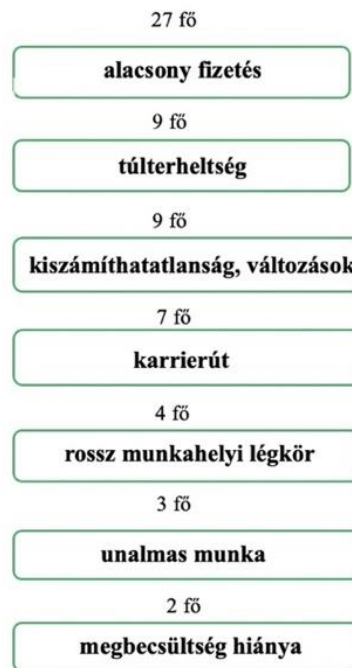 27 fő
alacsony fizetés
9 fő
túlterheltség
9 fő
kiszámíthatatlanság, változások
7 fő
karrierút
4 fő
rossz munkahelyi légkör
3 fő
unalmas munka
2 fő
megbecsültség hiánya